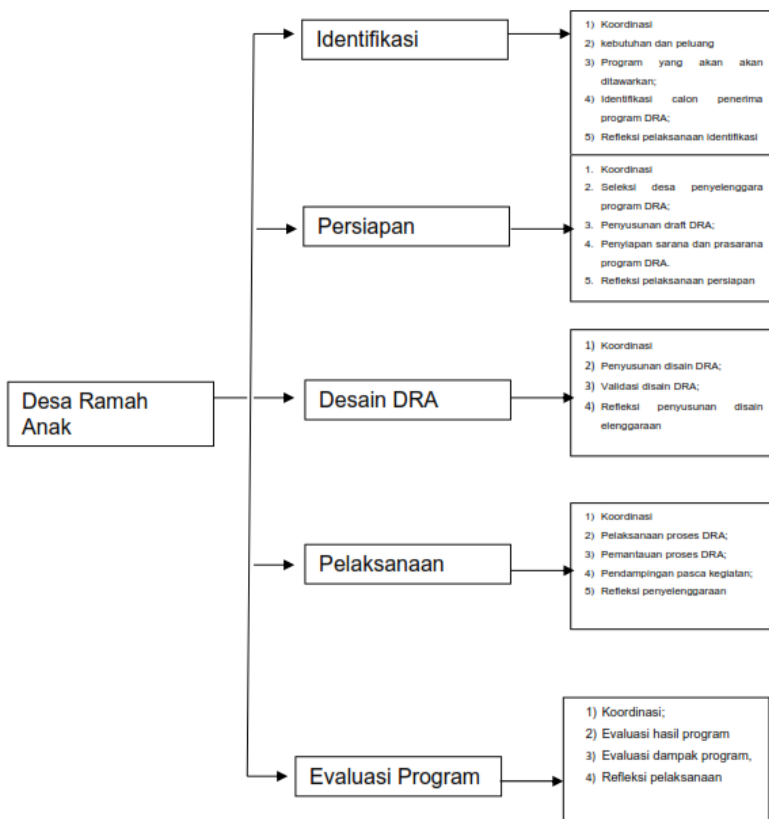 Identifikasi
1) Koordinasi
2) kebutuhan dan peluang
3) Program yang akan akan
ditawarkan;
4) Identifikasi calon penerima
program DRA;
5) Refleksi pelaksanaan identifikasi
Persiapan
1. Koordinasi
2. Seleksi desa penyelenggara
program DRA;
3. Penyusunan draft DRA;
4. Penyiapan sarana dan prasarana
program DRA.
5. Refleksi pelaksanaan persiapan
Desa Ramah
Anak
Desain DRA
1) Koordinasi
2) Penyusunan disain DRA;
3) Validasi disain DRA;
4) Refleksi penyusunan disain
elenggaraan
Pelaksanaan
1) Koordinasi
2) Pelaksanaan proses DRA;
3) Pemantauan proses DRA;
4) Pendampingan pasca kegiatan;
5) Refleksi penyelenggaraan
Evaluasi Program
1) Koordinasi;
2) Evaluasi hasil program
3) Evaluasi dampak program,
4) Refleksi pelaksanaan